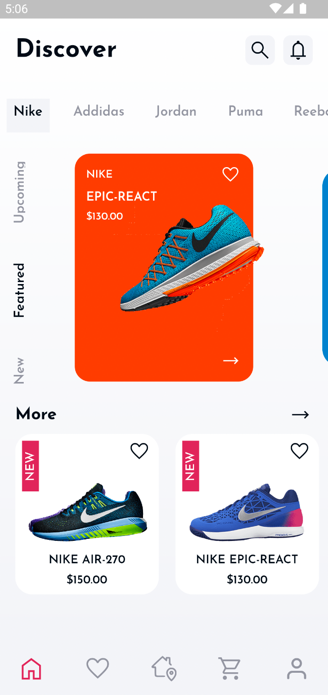 5:06
Discover
Nike Addidas Jordan Puma Reebo
Upcoming
Featured
New
NIKE
EPIC-REACT
$130.00
More
NEW
NIKE AIR-270
$150.00
NEW
NIKE EPIC-REACT
$130.00